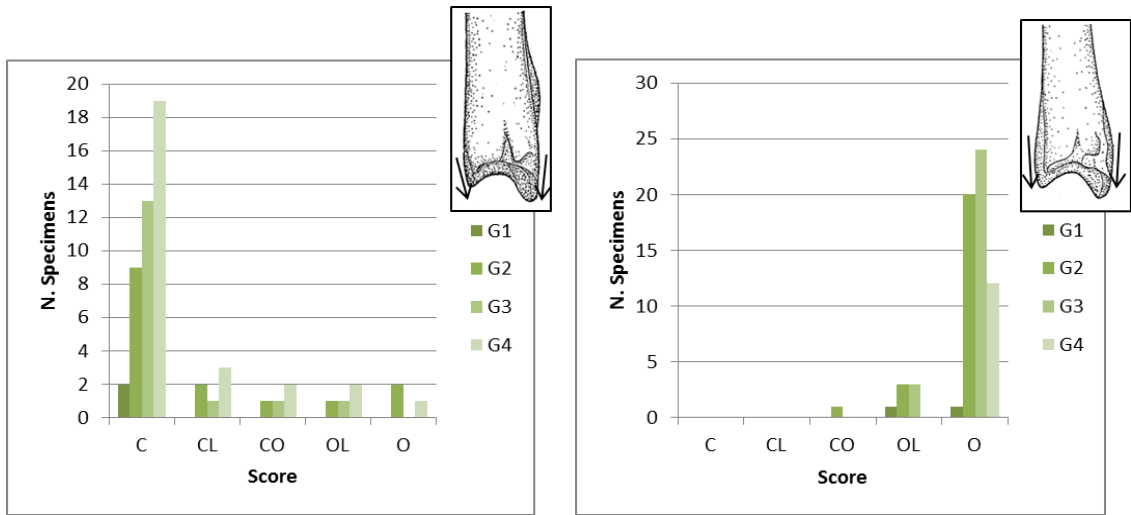 20
18
16
14
12
10
8
6
4
2
0
N. Specimens
C CL CO OL O
Score
G1
G2
G3
G4
30
25
20
15
10
5
0
N. Specimens
C CL CO OL O
Score
G1
G2
G3
G4